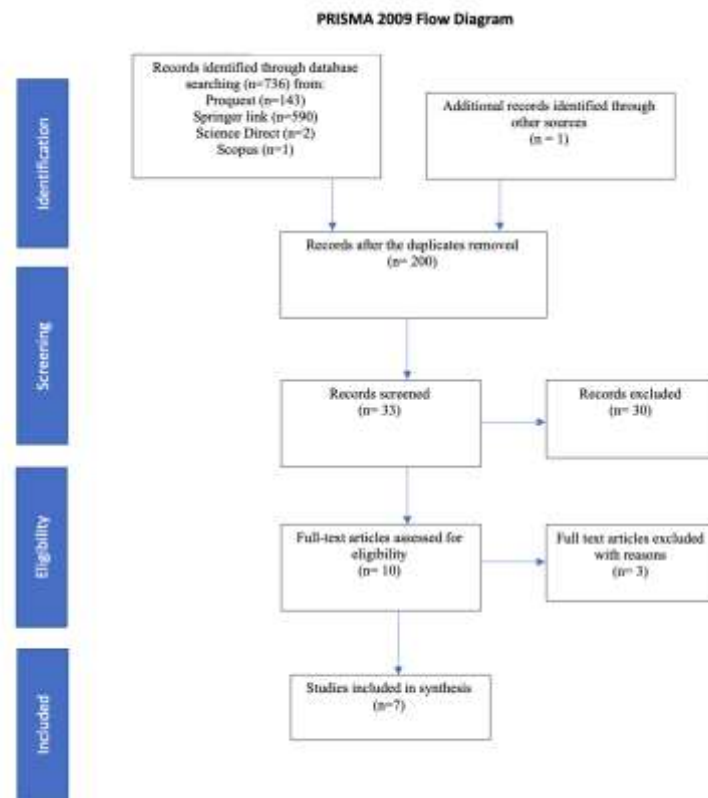 PRISMA 2009 Flow Diagram
Identification
Records identified through database
searching (n=736) from:
Proquest (n=143)
Springer link (n=590)
Science Direct (n=2)
Scopus (n=1)
Additional records identified through
other sources
(n = 1)
Records after the duplicates removed
(n= 200)
Screening
Records screened
(n= 33)
Records excluded
(n= 30)
Eligibility
Full-text articles assessed for
eligibility
(n= 10)
Full text articles excluded
with reasons
(n= 3)
Included
Studies included in synthesis
(n=7)